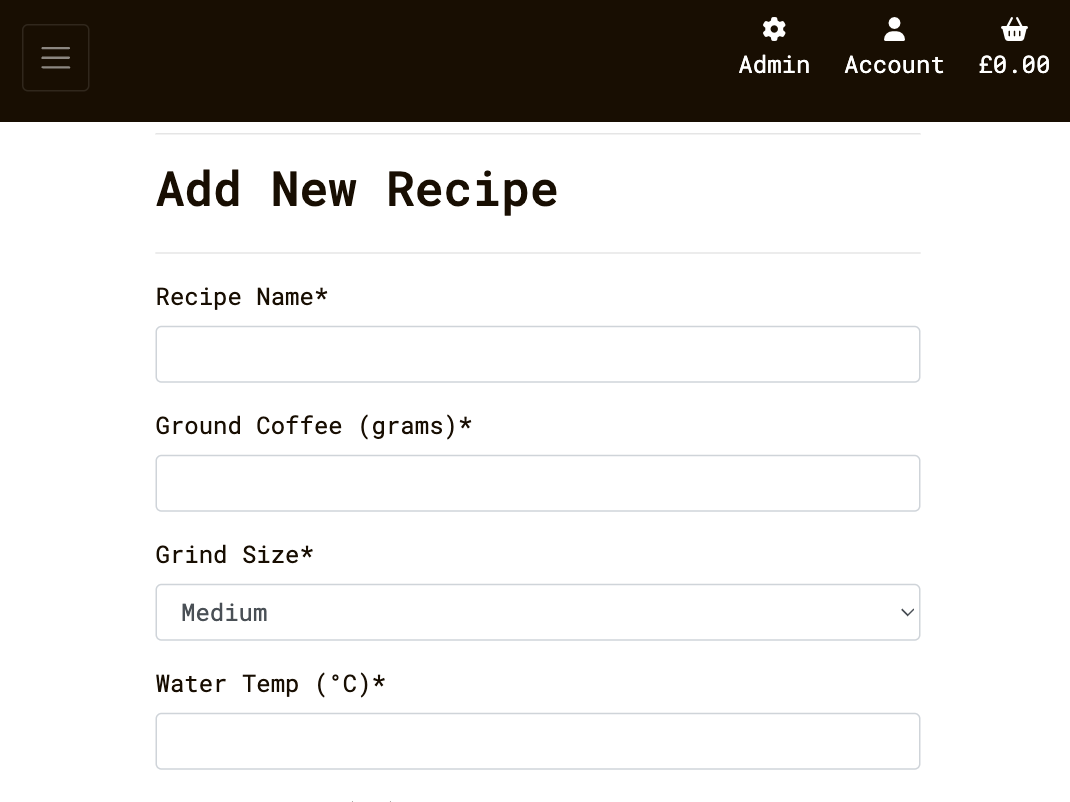 Admin Account £0.00
Add New Recipe
Recipe Name*
Ground Coffee (grams)*
Grind Size*
Medium
Water Temp (°C)*